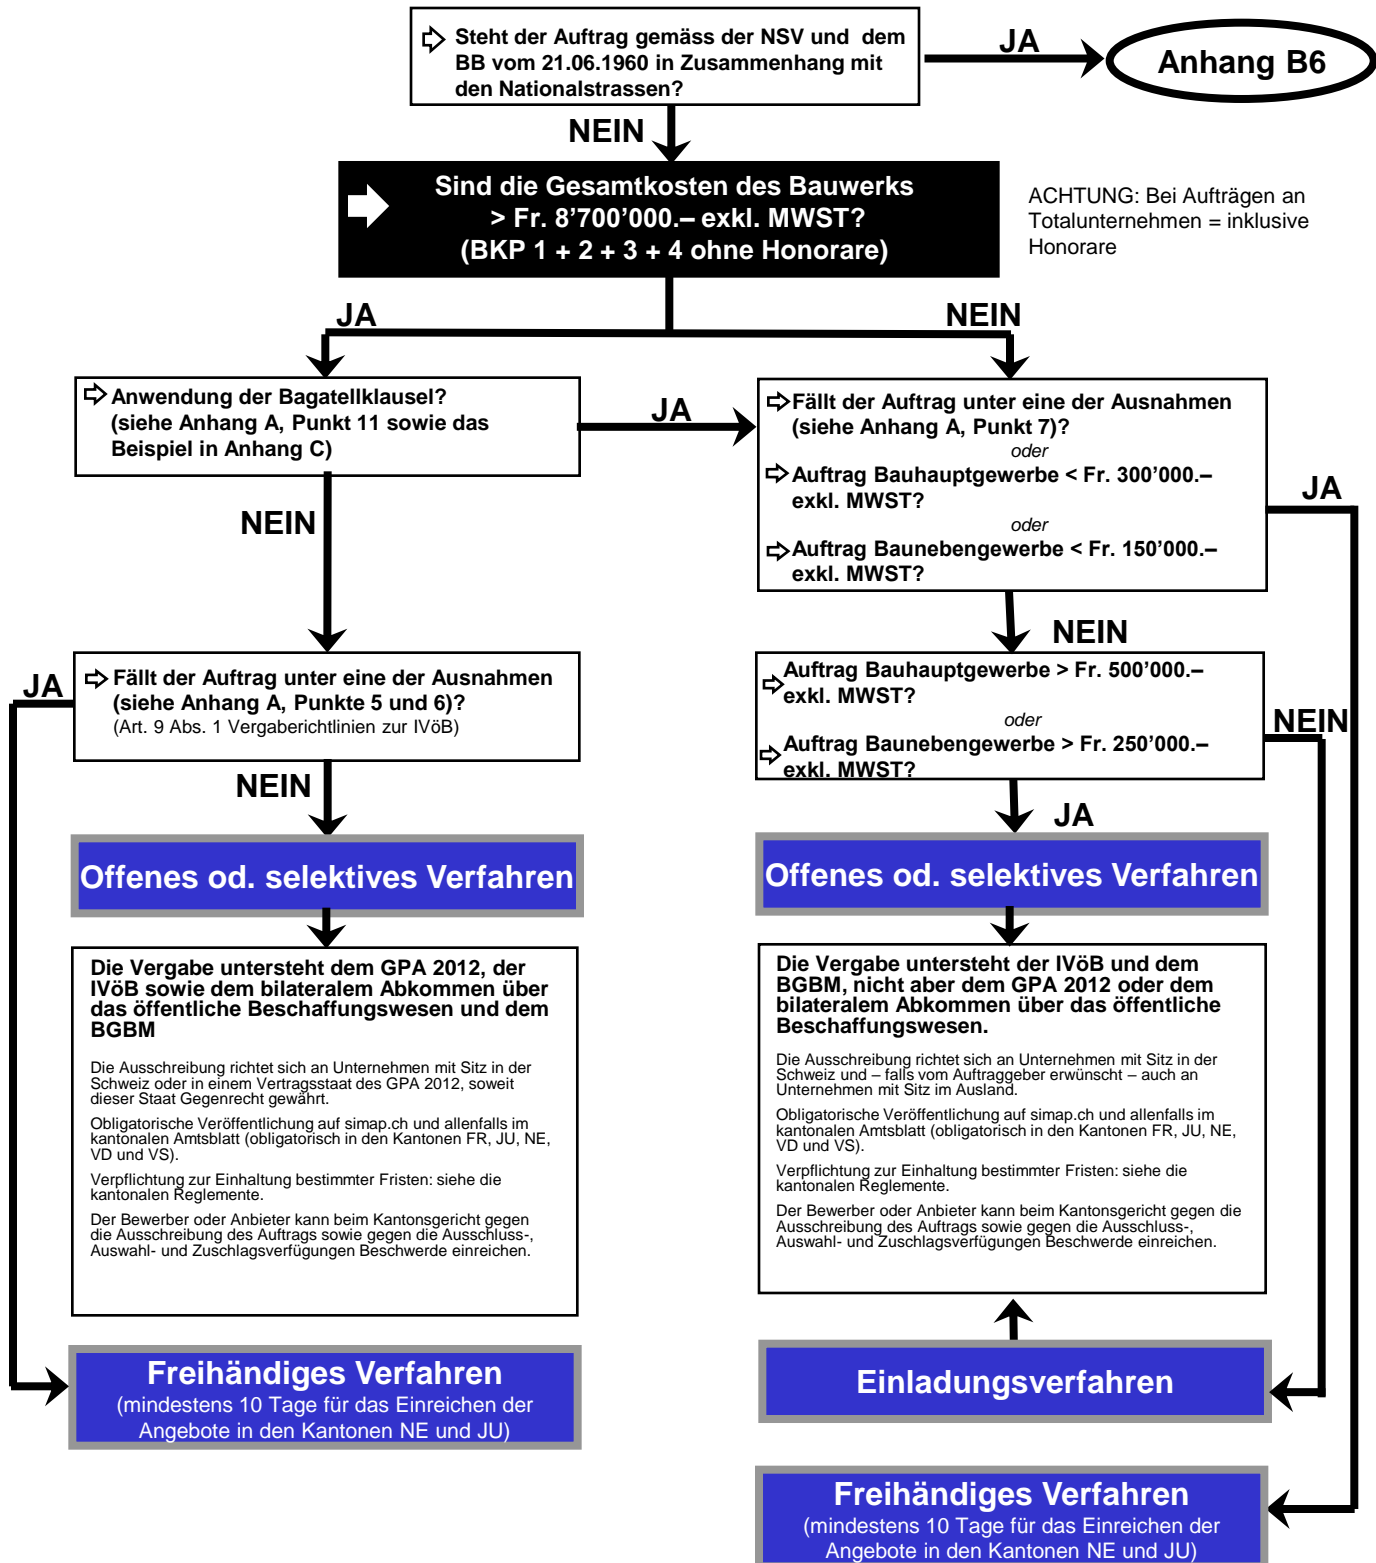 Steht der Auftrag gemäss der NSV und dem
BB vom 21.06.1960 in Zusammenhang mit
den Nationalstrassen?
JA
Anhang B6
NEIN
Sind die Gesamtkosten des Bauwerks
> Fr. 8’700’000.– exkl. MWST?
(BKP 1 + 2 + 3 + 4 ohne Honorare)
ACHTUNG: Bei Aufträgen an
Totalunternehmen = inklusive
Honorare
JA
NEIN
Anwendung der Bagatellklausel?
(siehe Anhang A, Punkt 11 sowie das
Beispiel in Anhang C)
JA
Fällt der Auftrag unter eine der Ausnahmen
(siehe Anhang A, Punkt 7)?
oder
Auftrag Bauhauptgewerbe < Fr. 300’000.–
exkl. MWST?
oder
Auftrag Baunebengewerbe < Fr. 150’000.–
exkl. MWST?
JA
NEIN
NEIN
JA
Fällt der Auftrag unter eine der Ausnahmen
(siehe Anhang A, Punkte 5 und 6)?
(Art. 9 Abs. 1 Vergaberichtlinien zur IVöB)
Auftrag Bauhauptgewerbe > Fr. 500’000.–
exkl. MWST?
oder
Auftrag Baunebengewerbe > Fr. 250’000.–
exkl. MWST?
NEIN
NEIN
JA
Offenes od. selektives Verfahren
Offenes od. selektives Verfahren
Die Vergabe untersteht dem GPA 2012, der
IVöB sowie dem bilateralem Abkommen über
das öffentliche Beschaffungswesen und dem
BGBM
Die Ausschreibung richtet sich an Unternehmen mit Sitz in der
Schweiz oder in einem Vertragsstaat des GPA 2012, soweit
dieser Staat Gegenrecht gewährt.
Obligatorische Veröffentlichung auf simap.ch und allenfalls im
kantonalen Amtsblatt (obligatorisch in den Kantonen FR, JU, NE,
VD und VS).
Verpflichtung zur Einhaltung bestimmter Fristen: siehe die
kantonalen Reglemente.
Der Bewerber oder Anbieter kann beim Kantonsgericht gegen
die Ausschreibung des Auftrags sowie gegen die Ausschluss-,
Auswahl- und Zuschlagsverfügungen Beschwerde einreichen.
Die Vergabe untersteht der IVöB und dem
BGBM, nicht aber dem GPA 2012 oder dem
bilateralem Abkommen über das öffentliche
Beschaffungswesen.
Die Ausschreibung richtet sich an Unternehmen mit Sitz in der
Schweiz und – falls vom Auftraggeber erwünscht – auch an
Unternehmen mit Sitz im Ausland.
Obligatorische Veröffentlichung auf simap.ch und allenfalls im
kantonalen Amtsblatt (obligatorisch in den Kantonen FR, JU, NE,
VD und VS).
Verpflichtung zur Einhaltung bestimmter Fristen: siehe die
kantonalen Reglemente.
Der Bewerber oder Anbieter kann beim Kantonsgericht gegen die
Ausschreibung des Auftrags sowie gegen die Ausschluss-,
Auswahl- und Zuschlagsverfügungen Beschwerde einreichen.
Freihändiges Verfahren
(mindestens 10 Tage für das Einreichen der
Angebote in den Kantonen NE und JU)
Einladungsverfahren
Freihändiges Verfahren
(mindestens 10 Tage für das Einreichen der
Angebote in den Kantonen NE und JU)